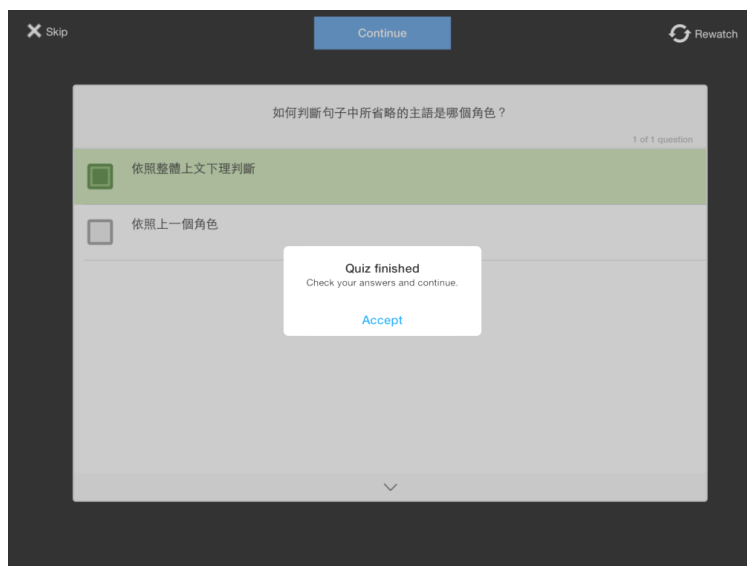 Skip
Continue
Rewatch
如何判斷句子中所省略的主語是哪個角色？
1 of 1 question
依照整體上文下理判斷
依照上一個角色
Quiz finished
Check your answers and continue.
Accept